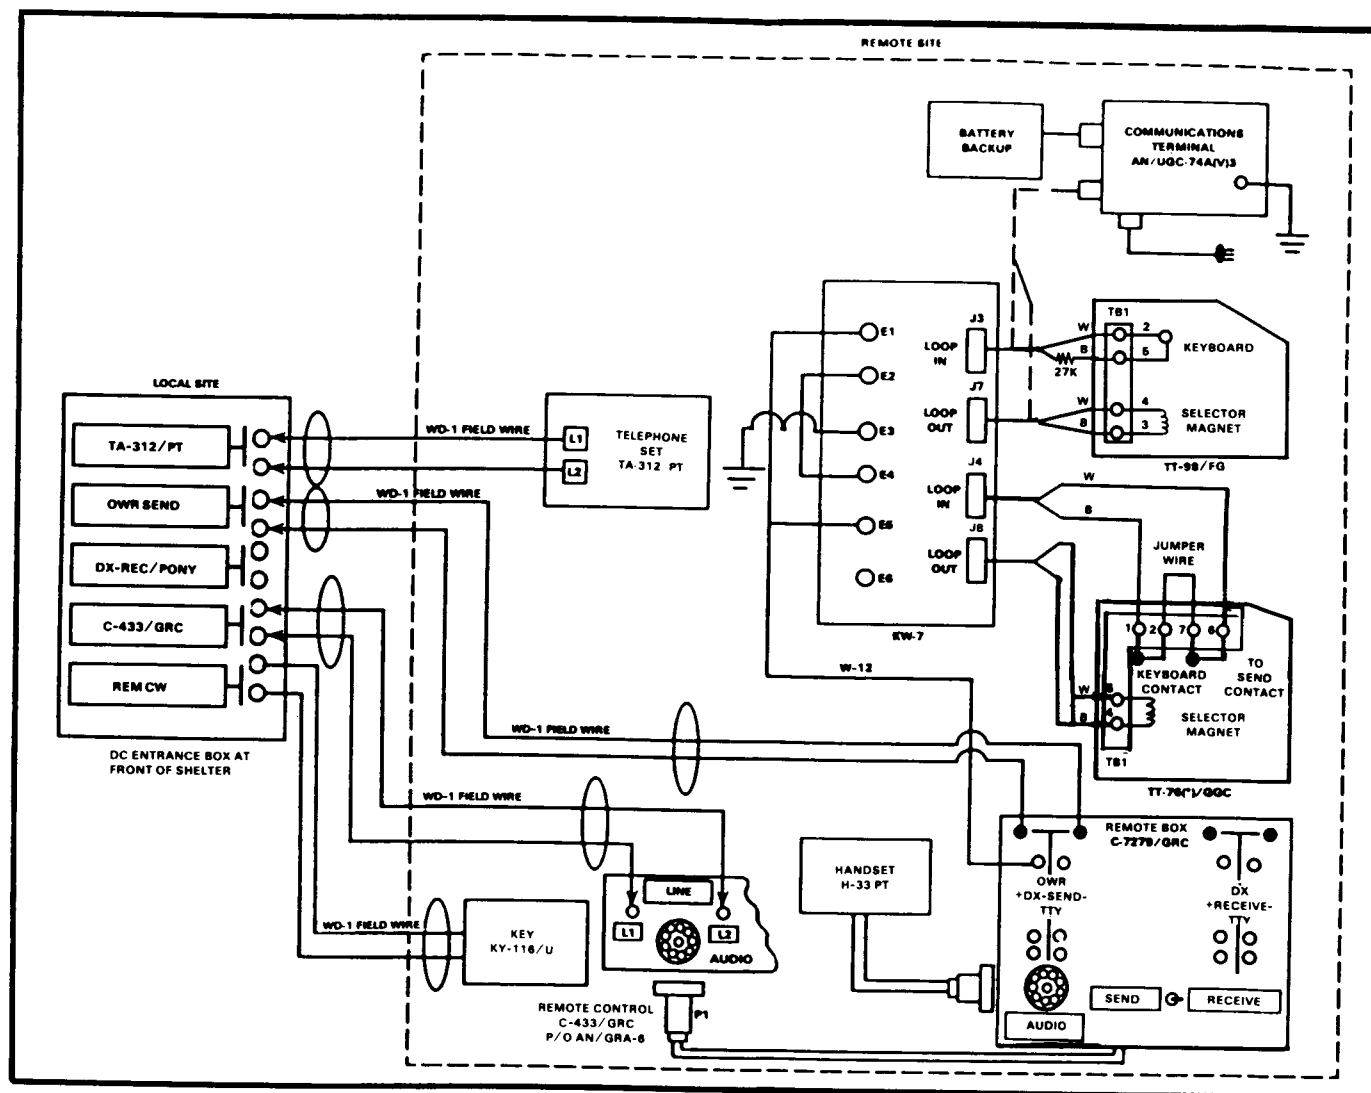 REMOTE SITE
BATTERY
BACKUP
COMMUNICATIONS
TERMINAL
AN/UGC-74A(V)3
LOCAL SITE
TA-312/PT
OWR SEND
DX-REC/PONY
C-433/GRC
REM CW
DC ENTRANCE BOX AT
FRONT OF SHELTER
WD-1 FIELD WIRE
WD-1 FIELD WIRE
L1
L2
TELEPHONE
SET
TA-312 PT
E1
E2
E3
E4
E5
E6
J3
LOOP
IN
J7
LOOP
OUT
J4
LOOP
IN
J8
LOOP
OUT
KW-7
W
B
27K
W
B
TB1
2
5
KEYBOARD
4
3
SELECTOR
MAGNET
TT-98/FG
W
B
JUMPER
WIRE
1
2
7
6
KEYBOARD
CONTACT
TO
SEND
CONTACT
W
B
5
4
SELECTOR
MAGNET
TB1
TT-76(*)/GGC
W-12
WD-1 FIELD WIRE
WD-1 FIELD WIRE
WD-1 FIELD WIRE
KEY
KY-116/U
LINE
L1
L2
AUDIO
REMOTE CONTROL
C-433/GRC
P/O AN/GRA-6
P1
HANDSET
H-33 PT
REMOTE BOX
C-7279/GRC
OWR
+DX-SEND-
TTY
DX
+RECEIVE-
TTY
AUDIO
SEND
RECEIVE